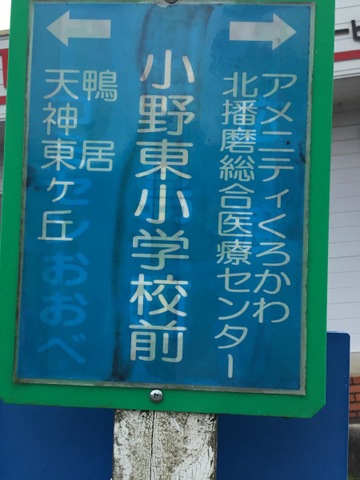 アメニティくろかわ
北播磨総合医療センター
小野東小学校前
鴨居
天神東ケ丘